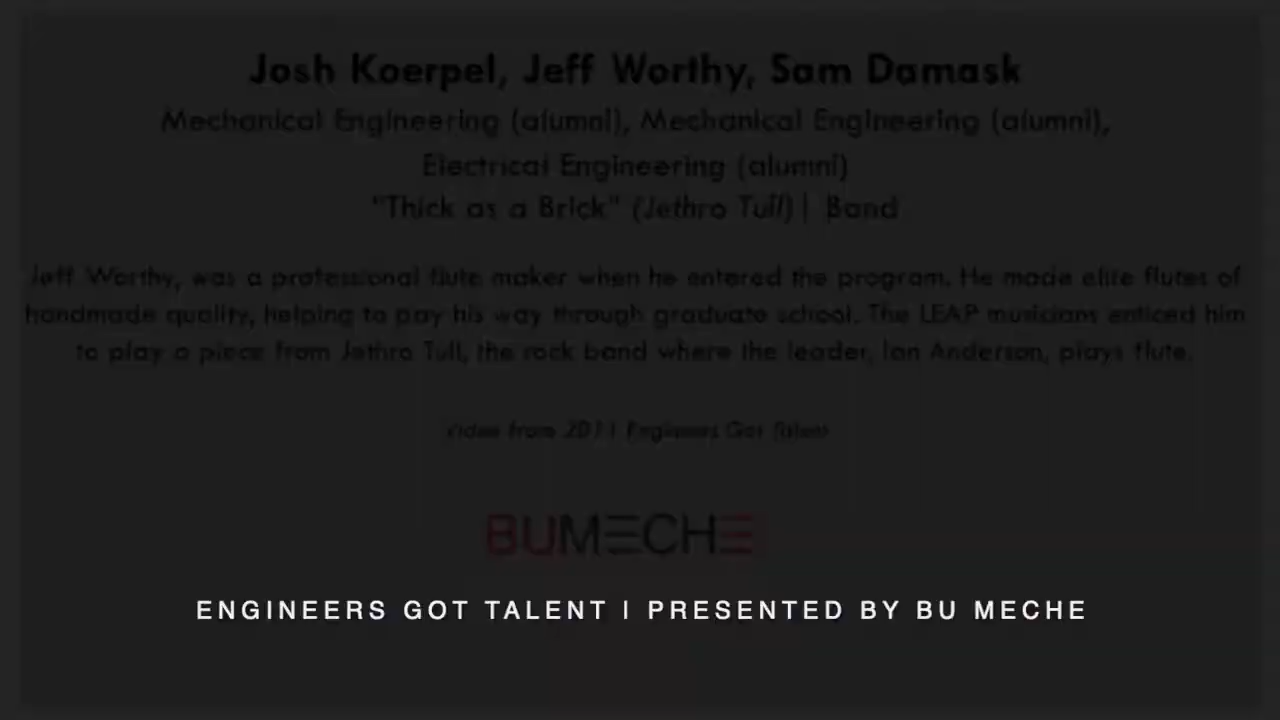 Josh Koerpel, Jeff Worthy, Sam Damask
Mechanical Engineering (alumni), Mechanical Engineering (alumni),
Electrical Engineering (alumni)
"Thick as a Brick" (Jethro Tull) | Band
Jeff Worthy, was a professional flute maker when he entered the program. He made elite flutes of
handmade quality, helping to pay his way through graduate school. The LEAP musicians enticed him
to play a piece from Jethro Tull, the rock band where the leader, Ian Anderson, plays flute.
Video from 2011 Engineers Got Talent
BUMECHE
ENGINEERS GOT TALENT | PRESENTED BY BU MECHE